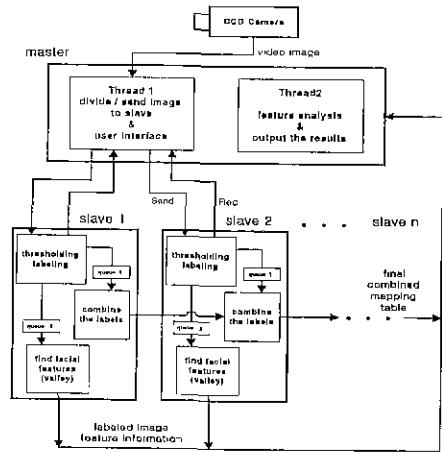 CCD Camera
video image
master
Thread 1
divide / send image
to slave
&
user interface
Thread2
feature analysis
&
output the results
Send
Rec
slave 1
slave 2
slave n
thresholding
labeling
queue 1
combine
the labels
queue 2
find facial
features
(valley)
thresholding
labeling
queue 1
combine
the labels
queue 2
find facial
features
(valley)
final
combined
mapping
table
labeled image
feature information